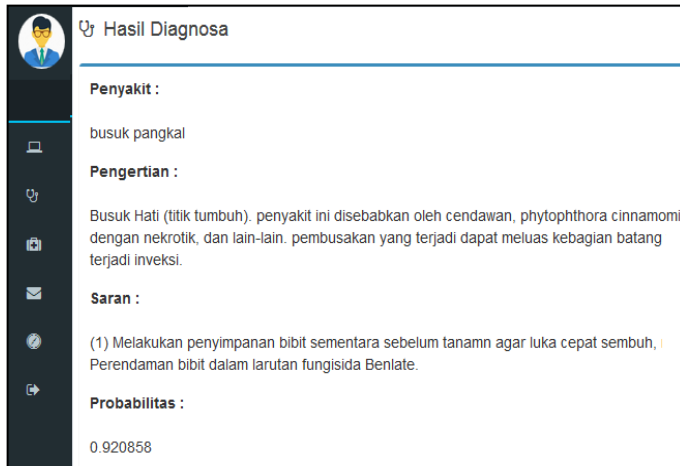 Hasil Diagnosa
Penyakit :
busuk pangkal
Pengertian :
Busuk Hati (titik tumbuh). penyakit ini disebabkan oleh cendawan, phytophthora cinnamomi
dengan nekrotik, dan lain-lain. pembusakan yang terjadi dapat meluas kebagian batang
terjadi inveksi.
Saran :
(1) Melakukan penyimpanan bibit sementara sebelum tanamn agar luka cepat sembuh,
Perendaman bibit dalam larutan fungisida Benlate.
Probabilitas :
0.920858